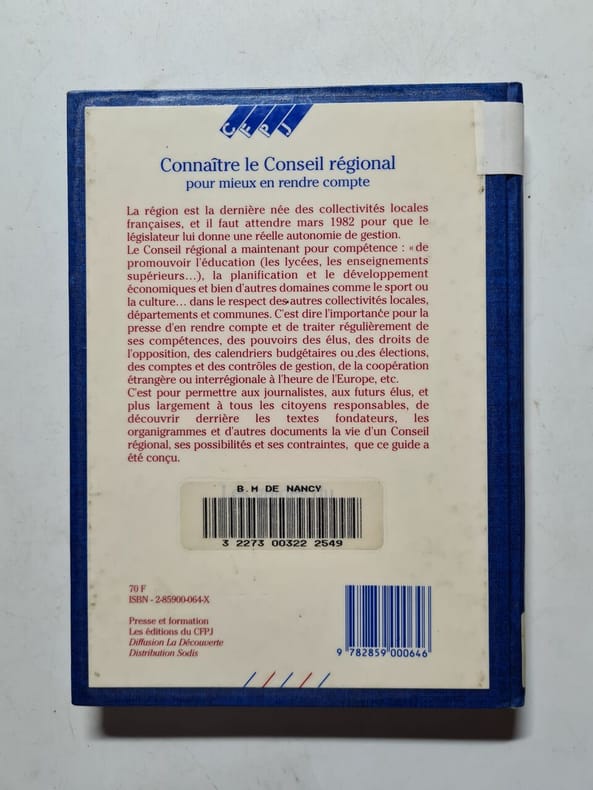 CFPJ
Connaître le Conseil régional
pour mieux en rendre compte
La région est la dernière née des collectivités locales
françaises, et il faut attendre mars 1982 pour que le
législateur lui donne une réelle autonomie de gestion.
Le Conseil régional a maintenant pour compétence : «de
promouvoir l'éducation (les lycées, les enseignements
supérieurs...), la planification et le développement
économiques et bien d'autres domaines comme le sport ou
la culture... dans le respect des autres collectivités locales,
départements et communes. C'est dire l'importance pour la
presse d'en rendre compte et de traiter régulièrement de
ses compétences, des pouvoirs des élus, des droits de
l'opposition, des calendriers budgétaires ou des élections,
des comptes et des contrôles de gestion, de la coopération
étrangère ou interrégionale à l'heure de l'Europe, etc.
C'est pour permettre aux journalistes, aux futurs élus, et
plus largement à tous les citoyens responsables, de
découvrir derrière les textes fondateurs, les
organigrammes et d'autres documents la vie d'un Conseil
régional, ses possibilités et ses contraintes, que ce guide a
été conçu.
B.M DE NANCY
3 2273 00322 2549
70 F
ISBN - 2-85900-064-X
Presse et formation
Les éditions du CFPJ
Diffusion La Découverte
Distribution Sodis
9 782859 000646